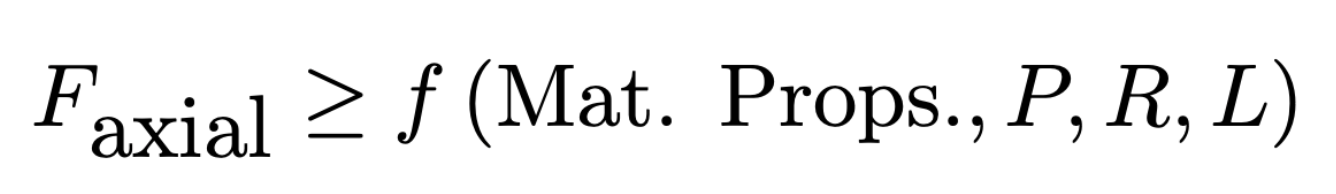 F_axial ≥ f (Mat. Props., P, R, L)